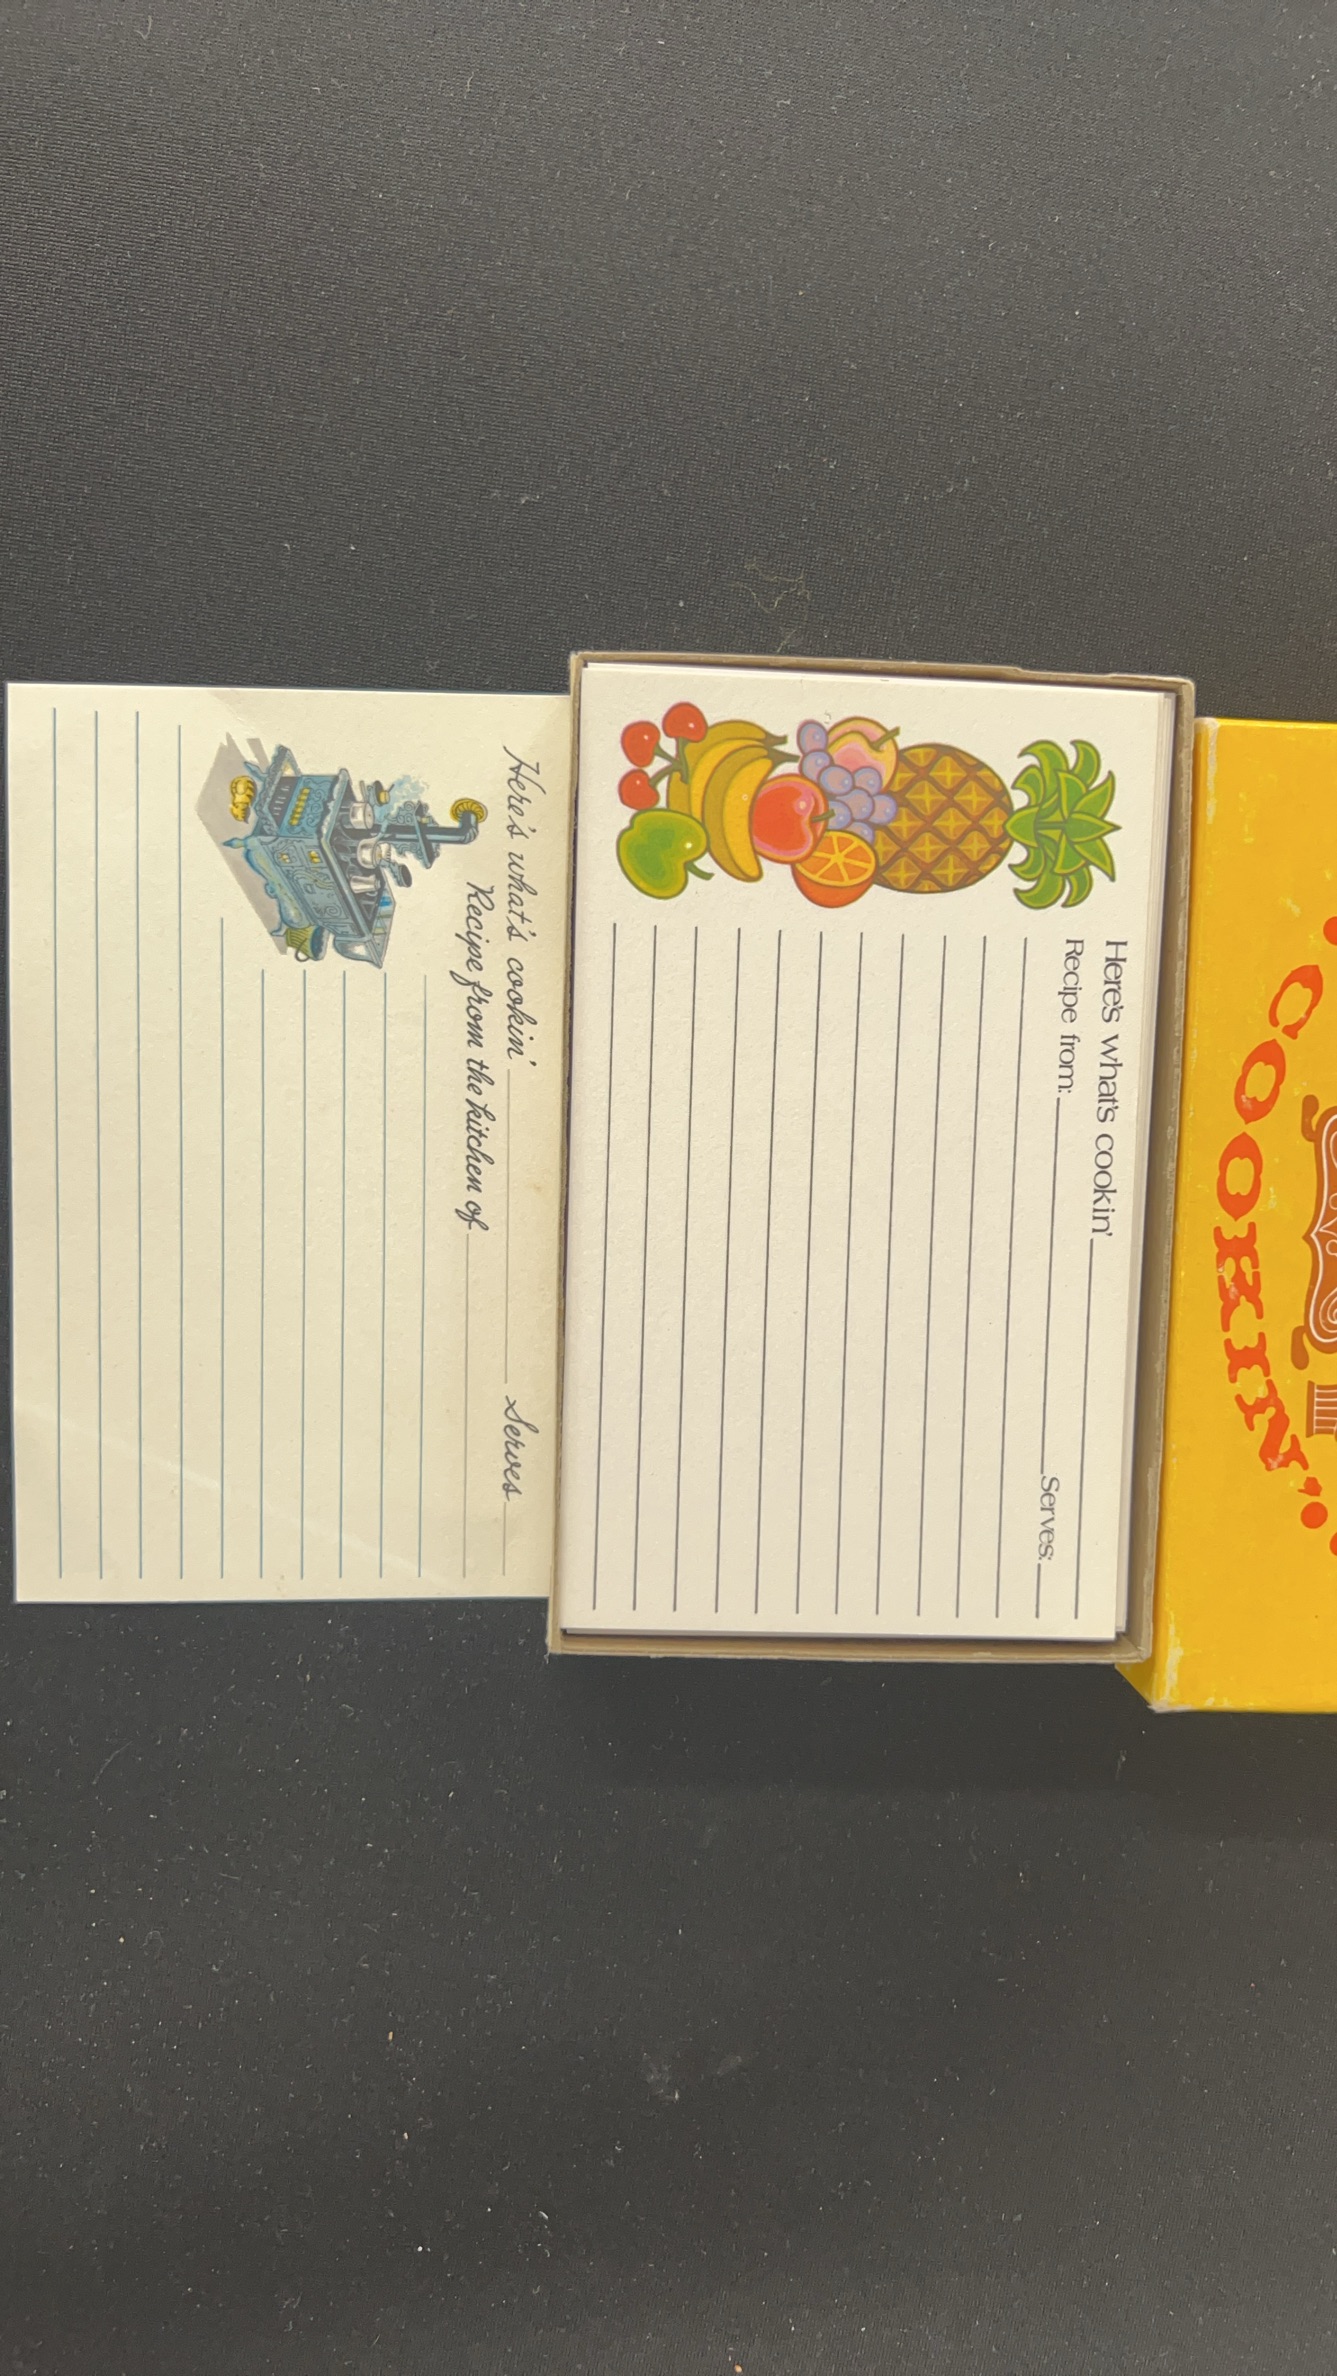 COOKIN'
Here's what's cookin'
Recipe from: Serves:
Here's what's cookin' Serves
Recipe from the kitchen of